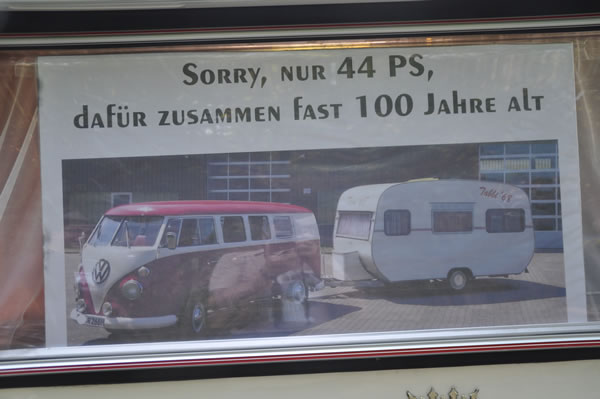 Sorry, nur 44 PS,
dafür zusammen fast 100 Jahre alt